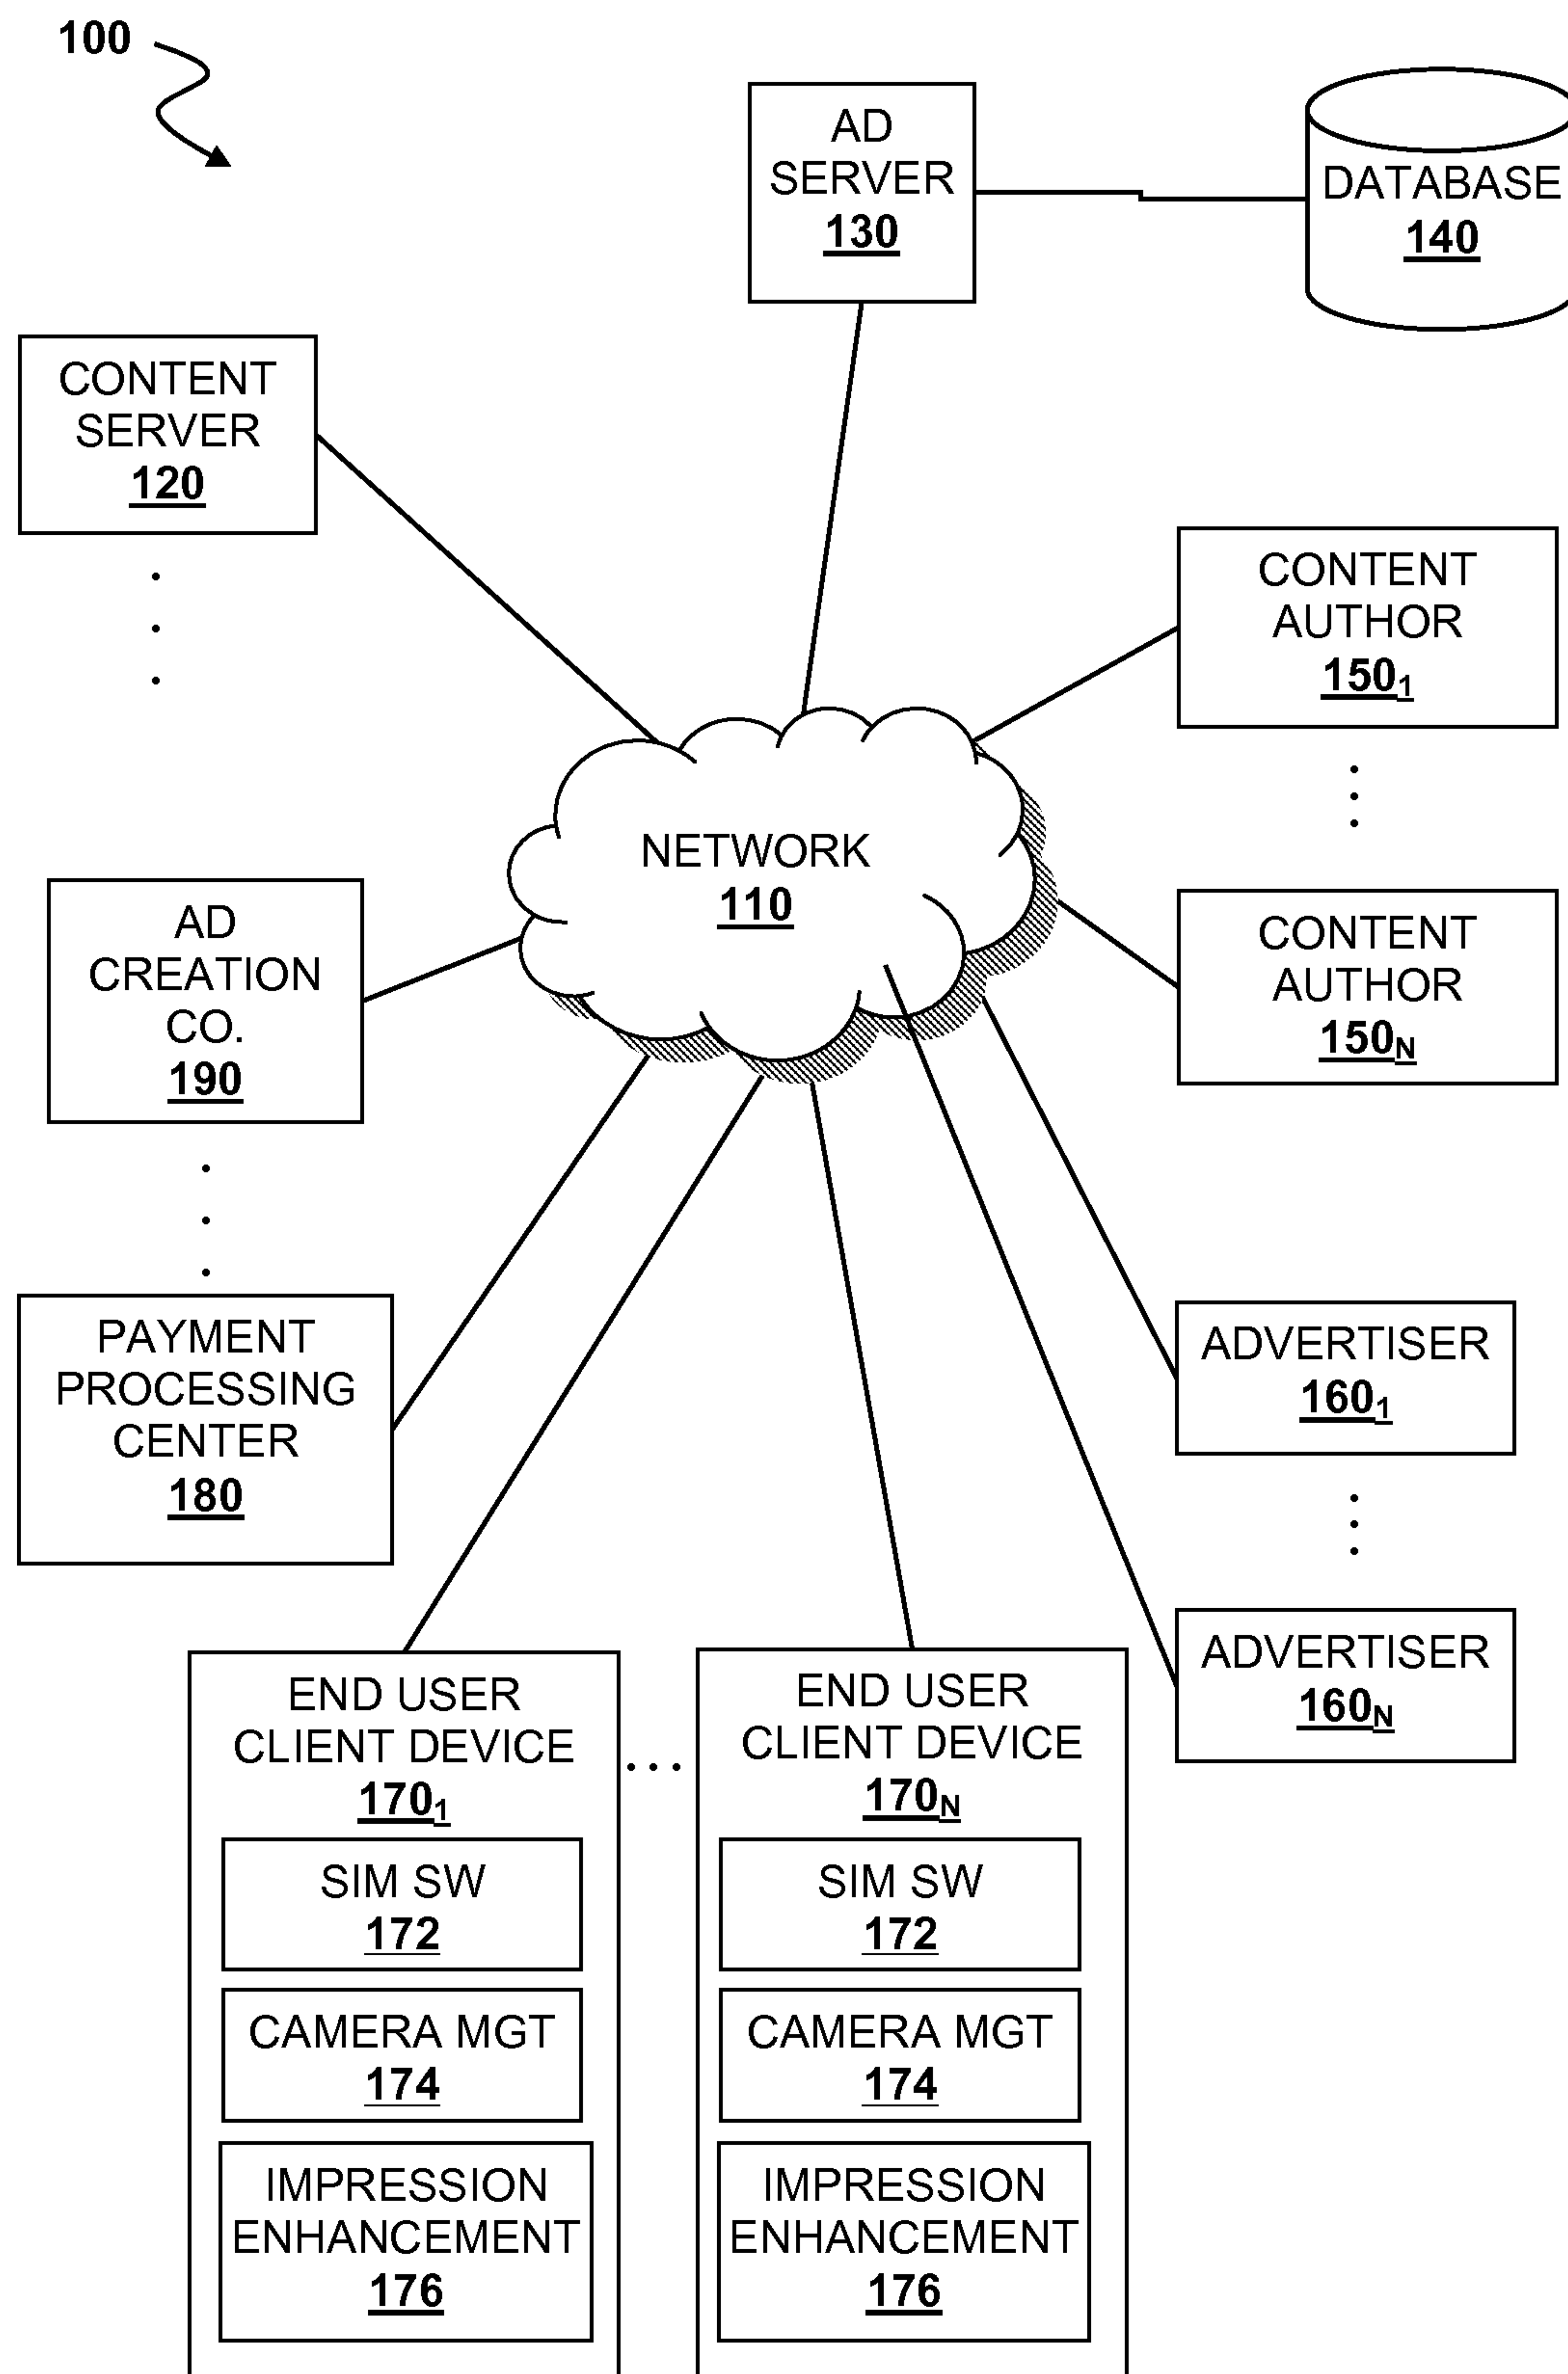 100
AD
SERVER
130
DATABASE
140
CONTENT
SERVER
120
CONTENT
AUTHOR
150₁
NETWORK
110
AD
CREATION
CO.
190
CONTENT
AUTHOR
150N
PAYMENT
PROCESSING
CENTER
180
ADVERTISER
160₁
ADVERTISER
160N
END USER
CLIENT DEVICE
170₁
SIM SW
172
CAMERA MGT
174
IMPRESSION
ENHANCEMENT
176
END USER
CLIENT DEVICE
170N
SIM SW
172
CAMERA MGT
174
IMPRESSION
ENHANCEMENT
176